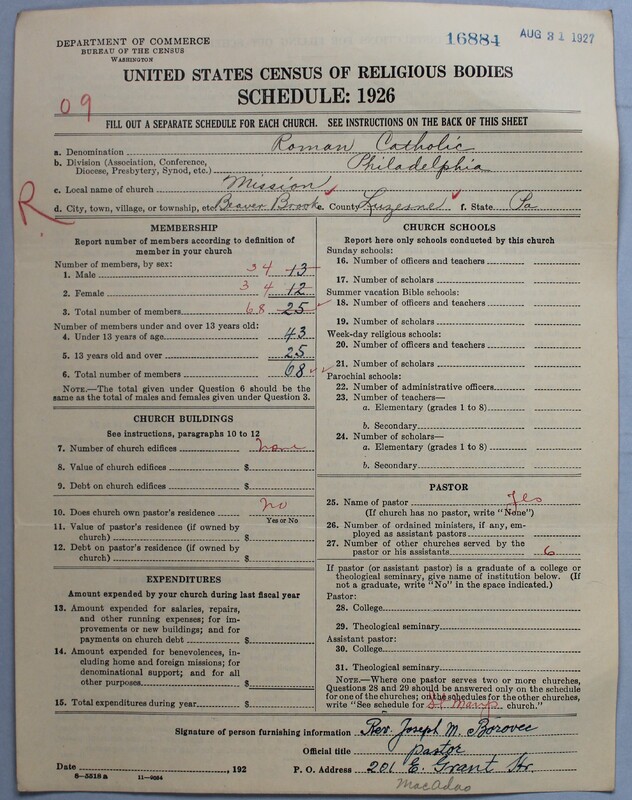 DEPARTMENT OF COMMERCE
BUREAU OF THE CENSUS
WASHINGTON
16884 AUG 31 1927
UNITED STATES CENSUS OF RELIGIOUS BODIES
SCHEDULE: 1926
09
FILL OUT A SEPARATE SCHEDULE FOR EACH CHURCH. SEE INSTRUCTIONS ON THE BACK OF THIS SHEET
a. Denomination Roman Catholic
b. Division (Association, Conference, Diocese, Presbytery, Synod, etc.) Philadelphia
c. Local name of church Mission
R
d. City, town, village, or township, etc. Beaver Brook e. County Luzerne f. State Pa
MEMBERSHIP
Report number of members according to definition of
member in your church
Number of members, by sex:
1. Male 34 13
2. Female 34 12
3. Total number of members 68 25
Number of members under and over 13 years old:
4. Under 13 years of age 43
5. 13 years old and over 25
6. Total number of members 68
NOTE.—The total given under Question 6 should be
same as the total of males and females given under Question 3.
CHURCH BUILDINGS
See instructions, paragraphs 10 to 12
7. Number of church edifices none
8. Value of church edifices $
9. Debt on church edifices $
10. Does church own pastor's residence no
Yes or No
11. Value of pastor's residence (if owned by
church) $
12. Debt on pastor's residence (if owned by
church) $
EXPENDITURES
Amount expended by your church during last fiscal year
13. Amount expended for salaries, repairs,
and other running expenses; for im-
provements or new buildings; and for
payments on church debt $
14. Amount expended for benevolences, in-
cluding home and foreign missions; for
denominational support; and for all
other purposes $
15. Total expenditures during year $
CHURCH SCHOOLS
Report here only schools conducted by this church
Sunday schools:
16. Number of officers and teachers
17. Number of scholars
Summer vacation Bible schools:
18. Number of officers and teachers
19. Number of scholars
Week-day religious schools:
20. Number of officers and teachers
21. Number of scholars
Parochial schools:
22. Number of administrative officers
23. Number of teachers—
a. Elementary (grades 1 to 8)
b. Secondary
24. Number of scholars—
a. Elementary (grades 1 to 8)
b. Secondary
PASTOR
25. Name of pastor Yes
(If church has no pastor, write "None")
26. Number of ordained ministers, if any, em-
ployed as assistant pastors
27. Number of other churches served by the
pastor or his assistants 6
If pastor (or assistant pastor) is a graduate of a college or
theological seminary, give name of institution below. (If
not a graduate, write "No" in the space indicated.)
Pastor:
28. College
29. Theological seminary
Assistant pastor:
30. College
31. Theological seminary
NOTE.—Where one pastor serves two or more churches,
Questions 28 and 29 should be answered only on the schedule
for one of the churches; on the schedules for the other churches,
write "See schedule for St Marys church."
Signature of person furnishing information Rev. Joseph M. Borovec
Official title Pastor
Date , 192 P. O. Address 201 E. Grant Str.
8-5518a 11-9064
MacAdoo